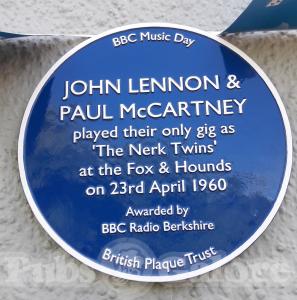 BBC Music Day
JOHN LENNON &
PAUL McCARTNEY
played their only gig as
'The Nerk Twins'
at the Fox & Hounds
on 23rd April 1960
Awarded by
BBC Radio Berkshire
British Plaque Trust